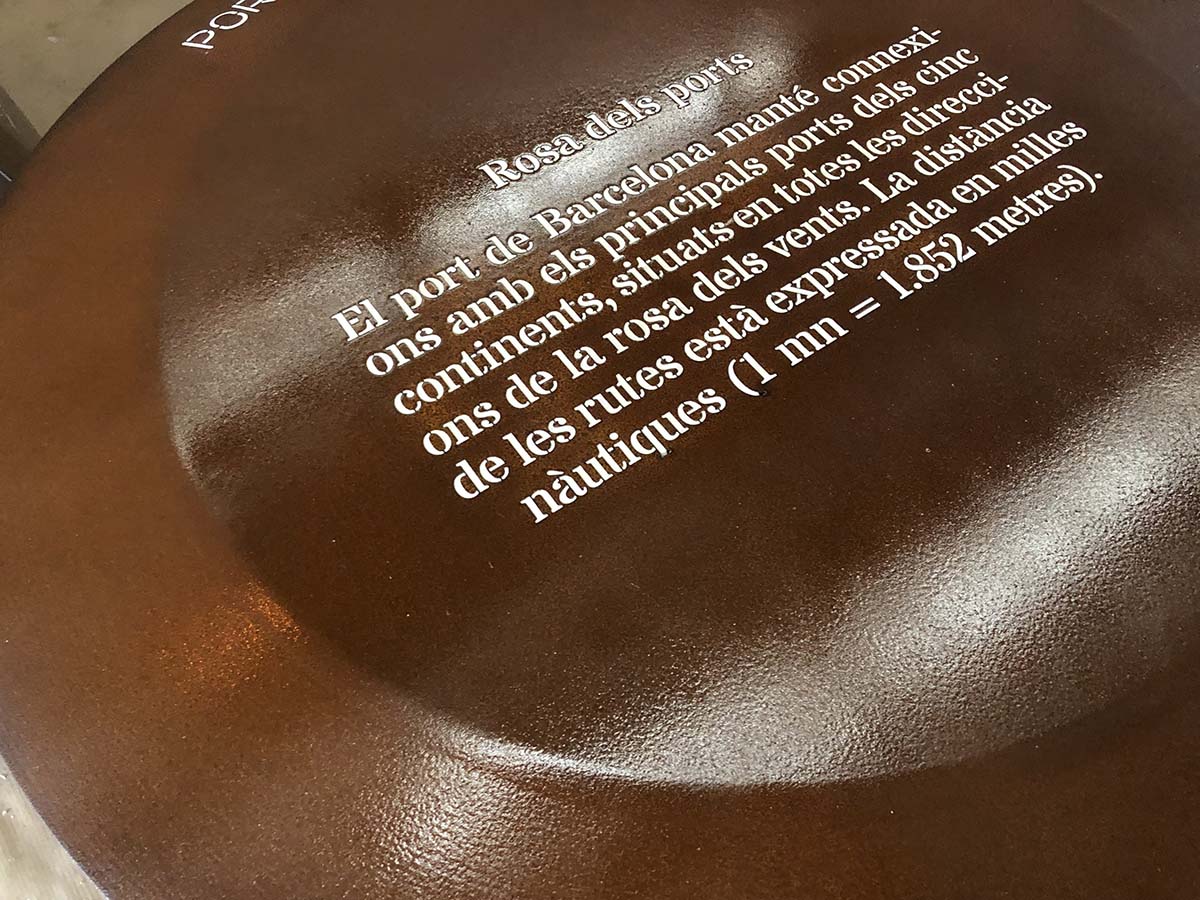 POR
Rosa dels ports
El port de Barcelona manté connexi-
ons amb els principals ports dels cinc
continents, situats en totes les direcci-
ons de la rosa dels vents. La distància
de les rutes està expressada en milles
nàutiques (1 mn = 1.852 metres).